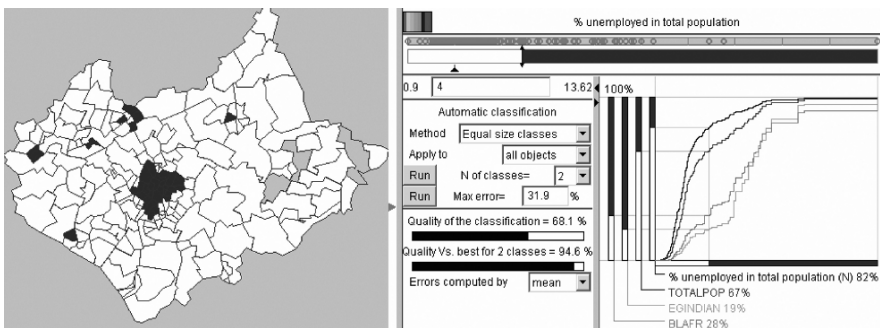 % unemployed in total population
0.9 4 13.62
100%
Automatic classification
Method Equal size classes
Apply to all objects
Run N of classes= 2
Run Max error= 31.9 %
Quality of the classification = 68.1 %
Quality Vs. best for 2 classes = 94.6 %
Errors computed by mean
% unemployed in total population (N) 82%
TOTALPOP 67%
EGINDIAN 19%
BLAFR 28%